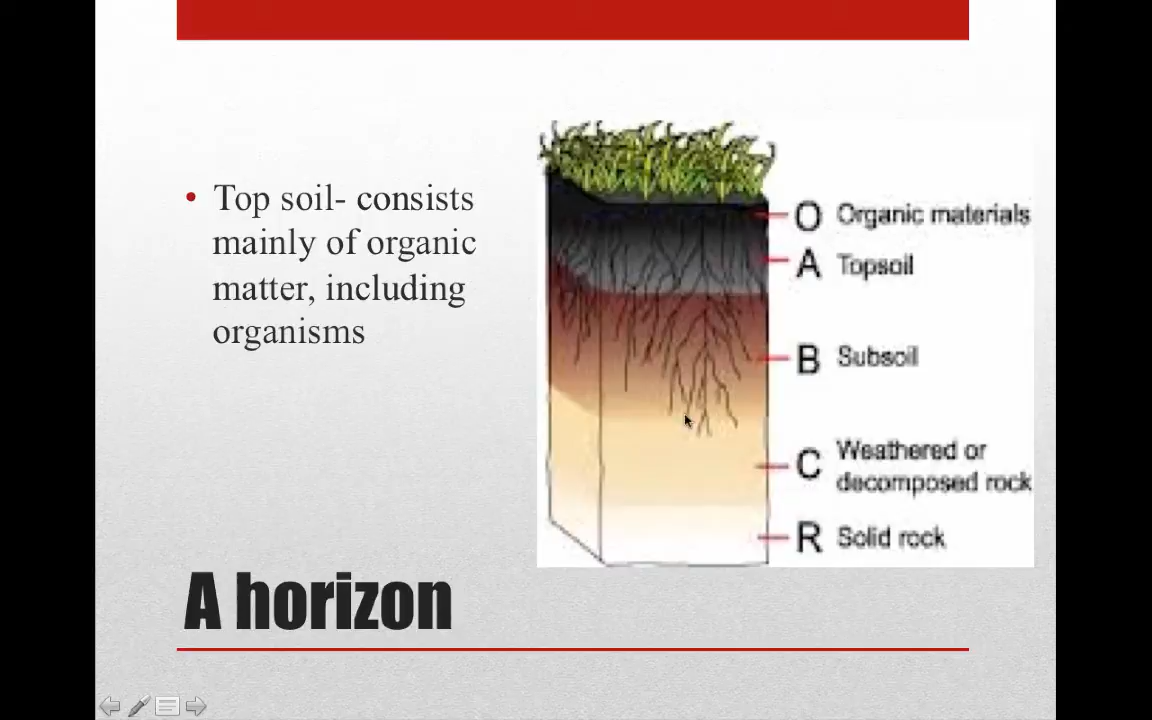 • Top soil- consists
mainly of organic
matter, including
organisms
O Organic materials
A Topsoil
B Subsoil
C Weathered or
decomposed rock
R Solid rock
A horizon